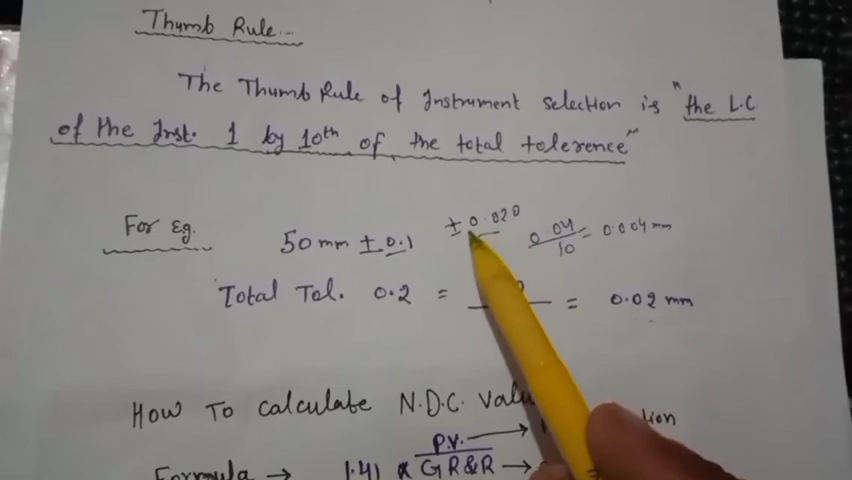 Thumb Rule...
The Thumb Rule of Instrument selection is "the L.C
of the Inst. 1 by 10th of the total tolerence"
For Eg. 50 mm ± 0.1 ± 0.020 0.04/10 = 0.004 mm
Total Tol. 0.2 = = 0.02 mm
How To calculate N.D.C.
Formula → 1.41 × P.V. → / GR&R →